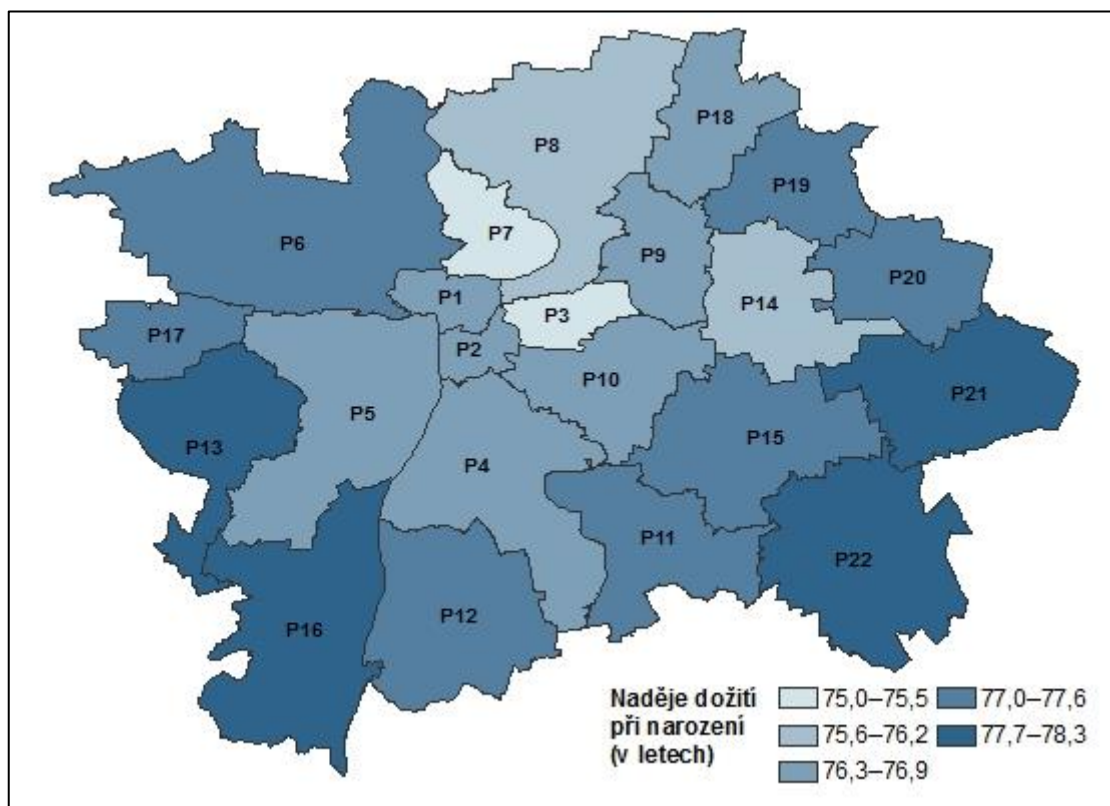 P18
P8
P19
P7
P6
P9
P20
P1
P14
P3
P17
P2
P10
P21
P5
P15
P13
P4
P11
P22
P12
P16
Naděje dožití
při narození
(v letech)
75,0–75,5
75,6–76,2
76,3–76,9
77,0–77,6
77,7–78,3